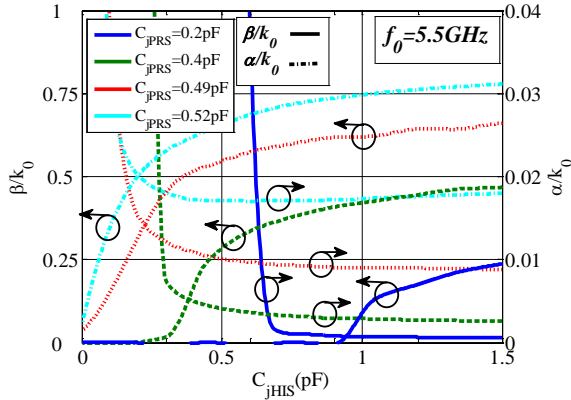 1
0.75
0.5
0.25
0
β/k0
CjPRS=0.2pF
CjPRS=0.4pF
CjPRS=0.49pF
CjPRS=0.52pF
β/k0
α/k0
f0=5.5GHz
0.04
0.03
0.02
0.01
0
α/k0
0
0.5
1
1.5
CjHIS(pF)